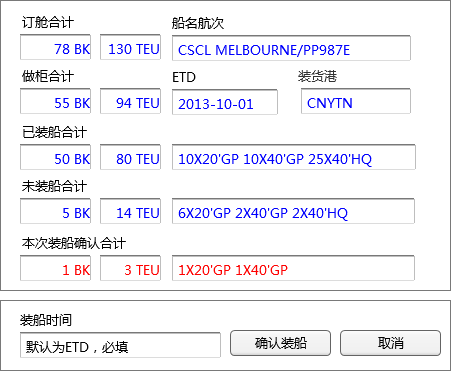 订舱合计 船名航次
78 BK 130 TEU CSCL MELBOURNE/PP987E
做柜合计 ETD 装货港
55 BK 94 TEU 2013-10-01 CNYTN
已装船合计
50 BK 80 TEU 10X20'GP 10X40'GP 25X40'HQ
未装船合计
5 BK 14 TEU 6X20'GP 2X40'GP 2X40'HQ
本次装船确认合计
1 BK 3 TEU 1X20'GP 1X40'GP
装船时间
默认为ETD，必填 确认装船 取消